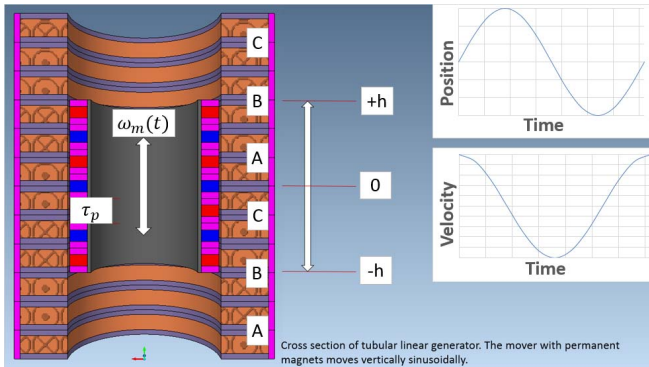 C
B
A
C
B
A
ω_m(t)
τ_p
+h
0
-h
Position
Time
Velocity
Time
Cross section of tubular linear generator. The mover with permanent
magnets moves vertically sinusoidally.